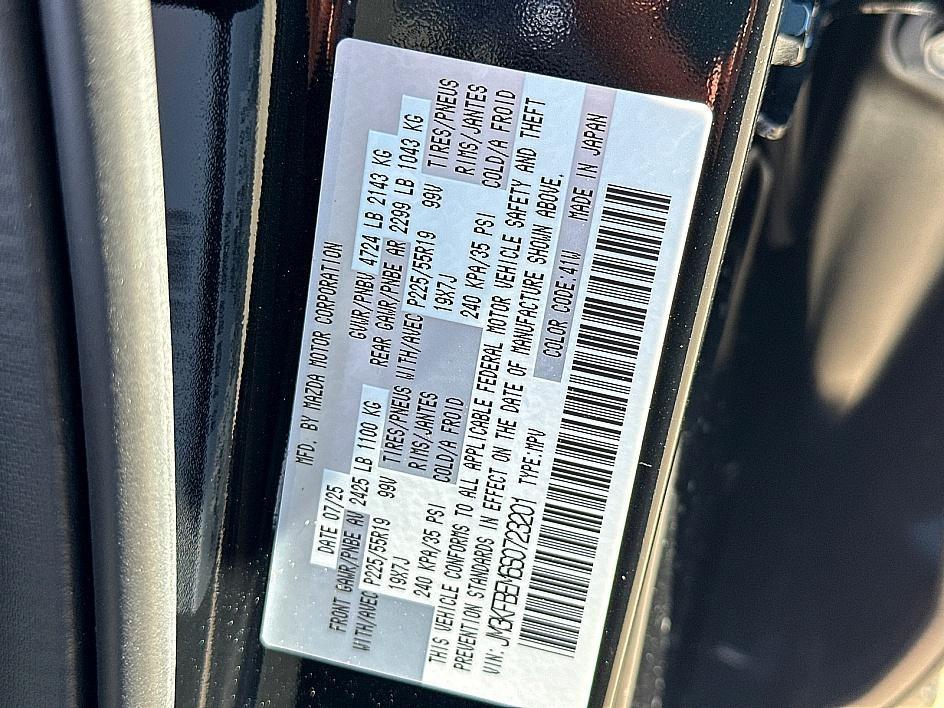 MFD. BY MAZDA MOTOR CORPORATION
DATE 07/25 GVWR/PNBV 4724 LB 2143 KG
FRONT GAWR/PNBE AV 2425 LB 1100 KG REAR GAWR/PNBE AR 2299 LB 1043 KG
WITH/AVEC P225/55R19 99V TIRES/PNEUS WITH/AVEC P225/55R19 99V TIRES/PNEUS
19X7J RIMS/JANTES 19X7J RIMS/JANTES
240 KPA/35 PSI COLD/A FROID 240 KPA/35 PSI COLD/A FROID
THIS VEHICLE CONFORMS TO ALL APPLICABLE FEDERAL MOTOR VEHICLE SAFETY AND THEFT
PREVENTION STANDARDS IN EFFECT ON THE DATE OF MANUFACTURE SHOWN ABOVE.
VIN: TYPE:MPV COLOR CODE.41W MADE IN JAPAN